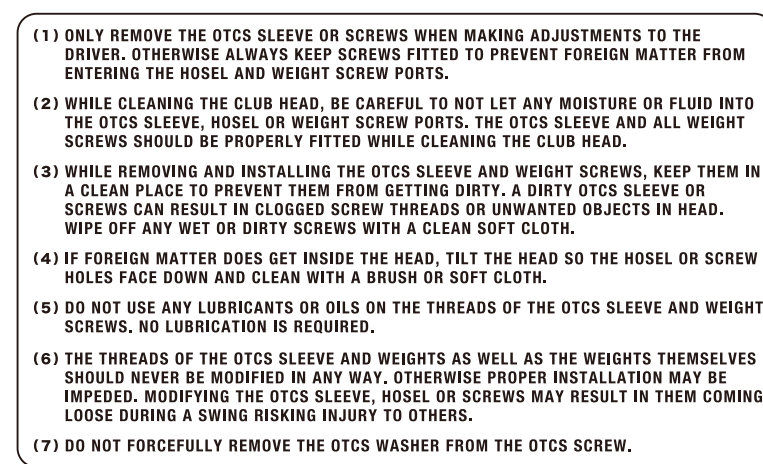 (1) ONLY REMOVE THE OTCS SLEEVE OR SCREWS WHEN MAKING ADJUSTMENTS TO THE
DRIVER. OTHERWISE ALWAYS KEEP SCREWS FITTED TO PREVENT FOREIGN MATTER FROM
ENTERING THE HOSEL AND WEIGHT SCREW PORTS.
(2) WHILE CLEANING THE CLUB HEAD, BE CAREFUL TO NOT LET ANY MOISTURE OR FLUID INTO
THE OTCS SLEEVE, HOSEL OR WEIGHT SCREW PORTS. THE OTCS SLEEVE AND ALL WEIGHT
SCREWS SHOULD BE PROPERLY FITTED WHILE CLEANING THE CLUB HEAD.
(3) WHILE REMOVING AND INSTALLING THE OTCS SLEEVE AND WEIGHT SCREWS, KEEP THEM IN
A CLEAN PLACE TO PREVENT THEM FROM GETTING DIRTY. A DIRTY OTCS SLEEVE OR
SCREWS CAN RESULT IN CLOGGED SCREW THREADS OR UNWANTED OBJECTS IN HEAD.
WIPE OFF ANY WET OR DIRTY SCREWS WITH A CLEAN SOFT CLOTH.
(4) IF FOREIGN MATTER DOES GET INSIDE THE HEAD, TILT THE HEAD SO THE HOSEL OR SCREW
HOLES FACE DOWN AND CLEAN WITH A BRUSH OR SOFT CLOTH.
(5) DO NOT USE ANY LUBRICANTS OR OILS ON THE THREADS OF THE OTCS SLEEVE AND WEIGHT
SCREWS. NO LUBRICATION IS REQUIRED.
(6) THE THREADS OF THE OTCS SLEEVE AND WEIGHTS AS WELL AS THE WEIGHTS THEMSELVES
SHOULD NEVER BE MODIFIED IN ANY WAY. OTHERWISE PROPER INSTALLATION MAY BE
IMPEDED. MODIFYING THE OTCS SLEEVE, HOSEL OR SCREWS MAY RESULT IN THEM COMING
LOOSE DURING A SWING RISKING INJURY TO OTHERS.
(7) DO NOT FORCEFULLY REMOVE THE OTCS WASHER FROM THE OTCS SCREW.